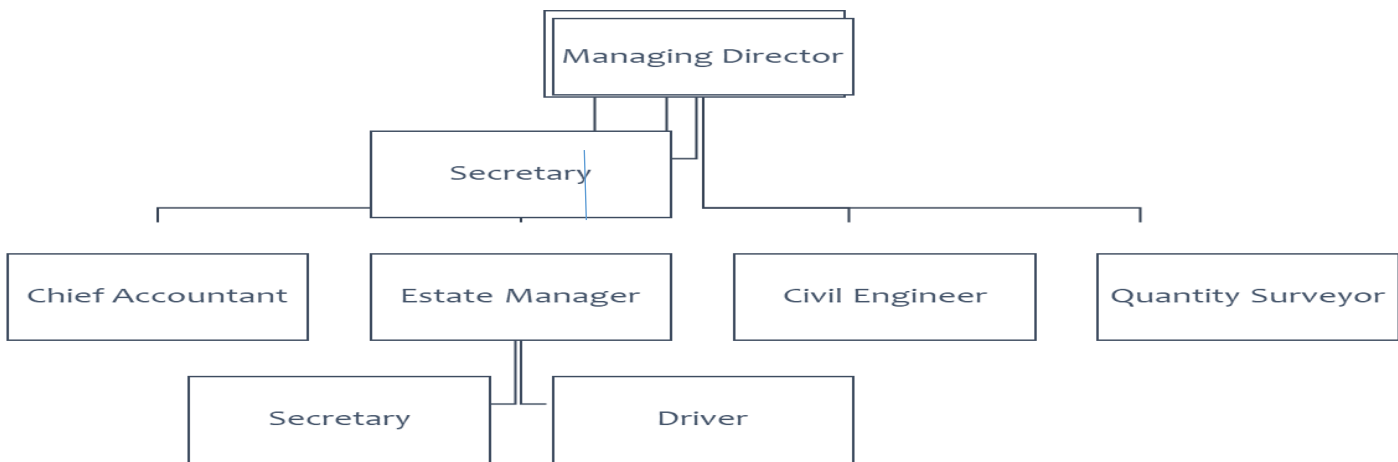 Managing Director
Secretary
Chief Accountant
Estate Manager
Civil Engineer
Quantity Surveyor
Secretary
Driver